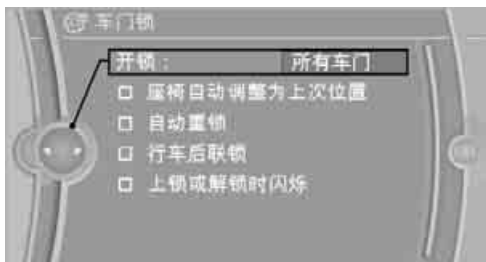 车门锁
开锁： 所有车门
座椅自动调整为上次位置
自动重锁
行车后联锁
上锁或解锁时闪烁